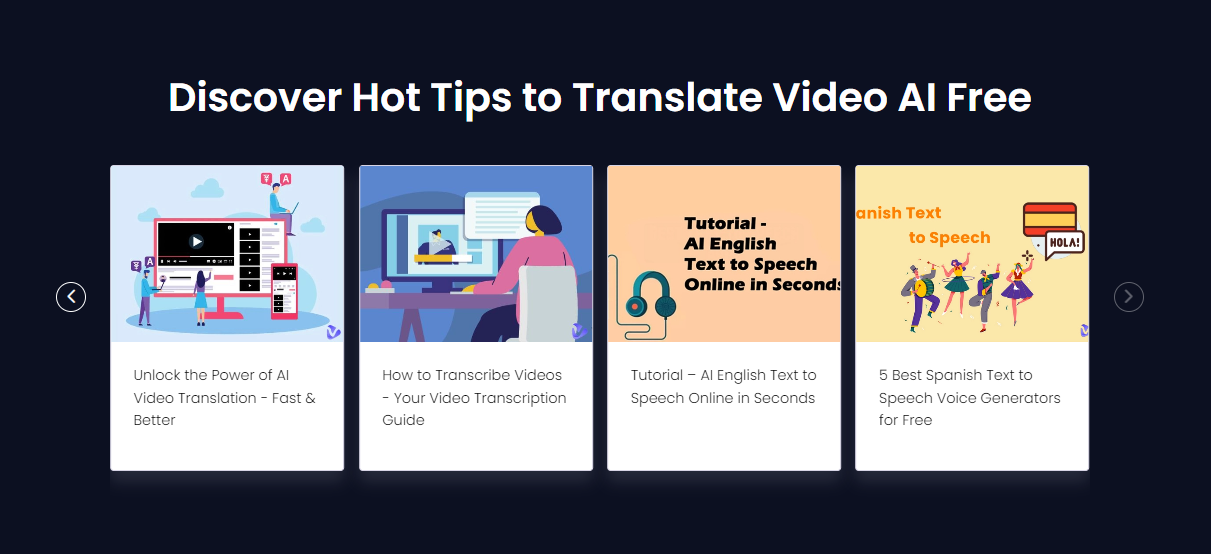 Discover Hot Tips to Translate Video AI Free
¥ A
¥ A
Tutorial -
AI English
Text to Speech
Online in Seconds
anish Text
to Speech
HOLA!
Unlock the Power of AI
Video Translation - Fast &
Better
How to Transcribe Videos
- Your Video Transcription
Guide
Tutorial – AI English Text to
Speech Online in Seconds
5 Best Spanish Text to
Speech Voice Generators
for Free